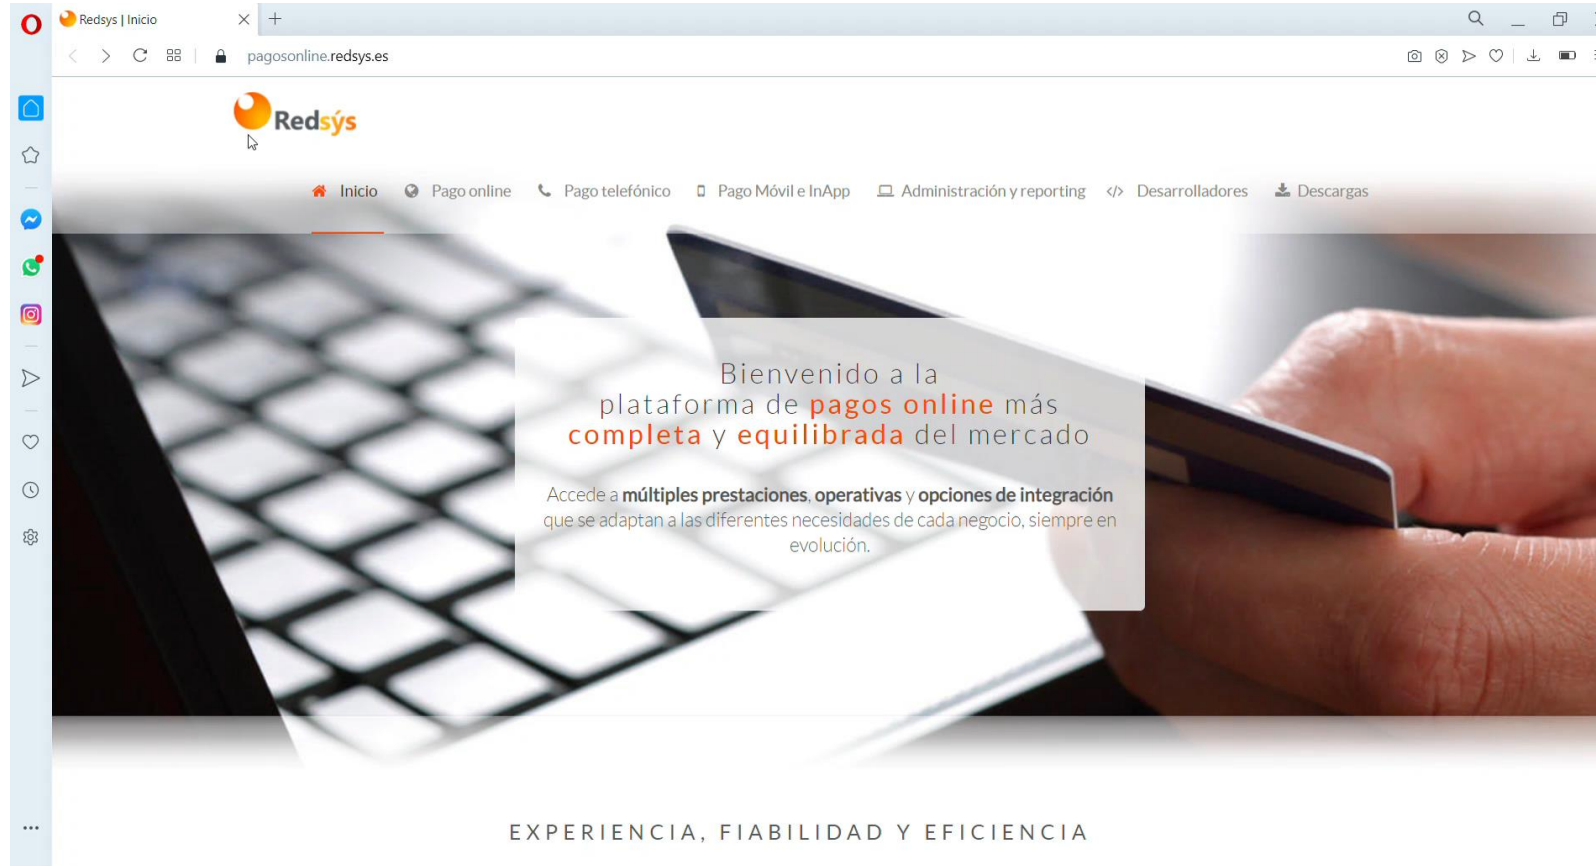 Redsys | Inicio
pagosonline.redsys.es
Redsýs
Inicio
Pago online
Pago telefónico
Pago Móvil e InApp
Administración y reporting
Desarrolladores
Descargas
Bienvenido a la
plataforma de pagos online más
completa y equilibrada del mercado
Accede a múltiples prestaciones, operativas y opciones de integración
que se adaptan a las diferentes necesidades de cada negocio, siempre en
evolución.
EXPERIENCIA, FIABILIDAD Y EFICIENCIA